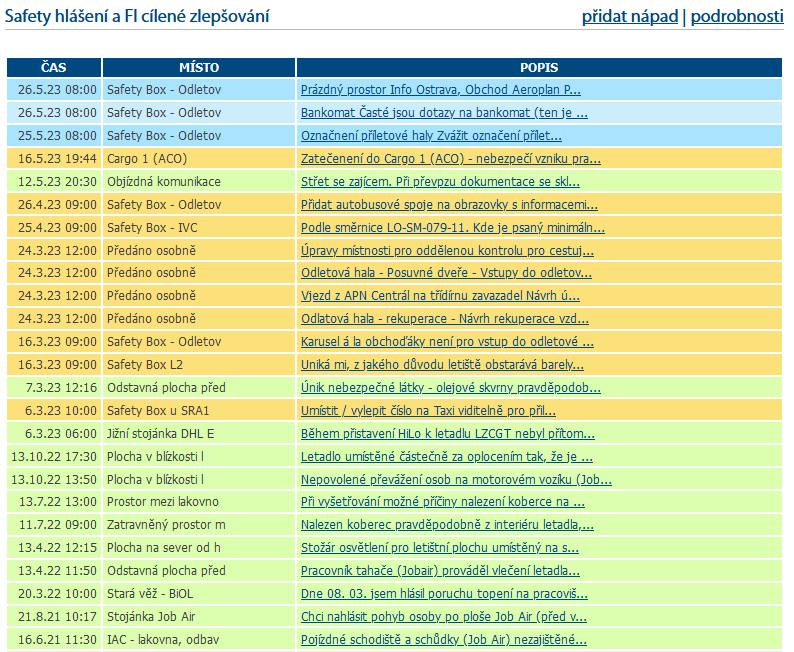 Safety hlášení a FI cílené zlepšování přidat nápad | podrobnosti
ČAS MÍSTO POPIS
26.5.23 08:00 Safety Box - Odletov Prázdný prostor Info Ostrava, Obchod Aeroplan P...
26.5.23 08:00 Safety Box - Odletov Bankomat Časté jsou dotazy na bankomat (ten je ...
25.5.23 08:00 Safety Box - Odletov Označnení příletové haly Zvážit označení přílet...
16.5.23 19:44 Cargo 1 (ACO) Zatečenení do Cargo 1 (ACO) - nebezpečí vzniku pra...
12.5.23 20:30 Objízdná komunikace Střet se zajícem. Při převpzu dokumentace se skl...
26.4.23 09:00 Safety Box - Odletov Přidat autobusové spoje na obrazovky s informacemi...
25.4.23 09:00 Safety Box - IVC Podle směrnice LO-SM-079-11. Kde je psaný minimáln...
24.3.23 12:00 Předáno osobně Úpravy místnosti pro oddělenou kontrolu pro cestuj...
24.3.23 12:00 Předáno osobně Odletová hala - Posuvné dveře - Vstupy do odletov...
24.3.23 12:00 Předáno osobně Vjezd z APN Centrál na třídírnu zavazadel Návrh ú...
24.3.23 12:00 Předáno osobně Odlatová hala - rekuperace - Návrh rekuperace vzd...
16.3.23 09:00 Safety Box - Odletov Karusel á la obchoďáky není pro vstup do odletové ...
16.3.23 09:00 Safety Box L2 Uniká mi, z jakého důvodu letiště obstarává barely...
7.3.23 12:16 Odstavná plocha před Únik nebezpečné látky - olejové skvrny pravděpodob...
6.3.23 10:00 Safety Box u SRA1 Umístit / vylepit číslo na Taxi viditelně pro přil...
6.3.23 06:00 Jižní stojánka DHL E Během přistavení HiLo k letadlu LZCGT nebyl přítom...
13.10.22 17:30 Plocha v blízkosti l Letadlo umístěné částečně za oplocením tak, že je ...
13.10.22 13:50 Plocha v blízkosti l Nepovolené převážení osob na motorovém vozíku (Job...
13.7.22 13:00 Prostor mezi lakovno Při vyšetřování možné příčiny nalezení koberce na ...
11.7.22 09:00 Zatravněný prostor m Nalezen koberec pravděpodobně z interiéru letadla,...
13.4.22 12:15 Plocha na sever od h Stožár osvětlení pro letištní plochu umístěný na s...
13.4.22 11:50 Odstavná plocha před Pracovník tahače (Jobair) prováděl vlečení letadla...
20.3.22 10:00 Stará věž - BiOL Dne 08. 03. jsem hlásil poruchu topení na pracoviš...
21.8.21 10:17 Stojánka Job Air Chci nahlásit pohyb osoby po ploše Job Air (před v...
16.6.21 11:30 IAC - lakovna, odbav Pojízdné schodiště a schůdky (Job Air) nezajištěné...